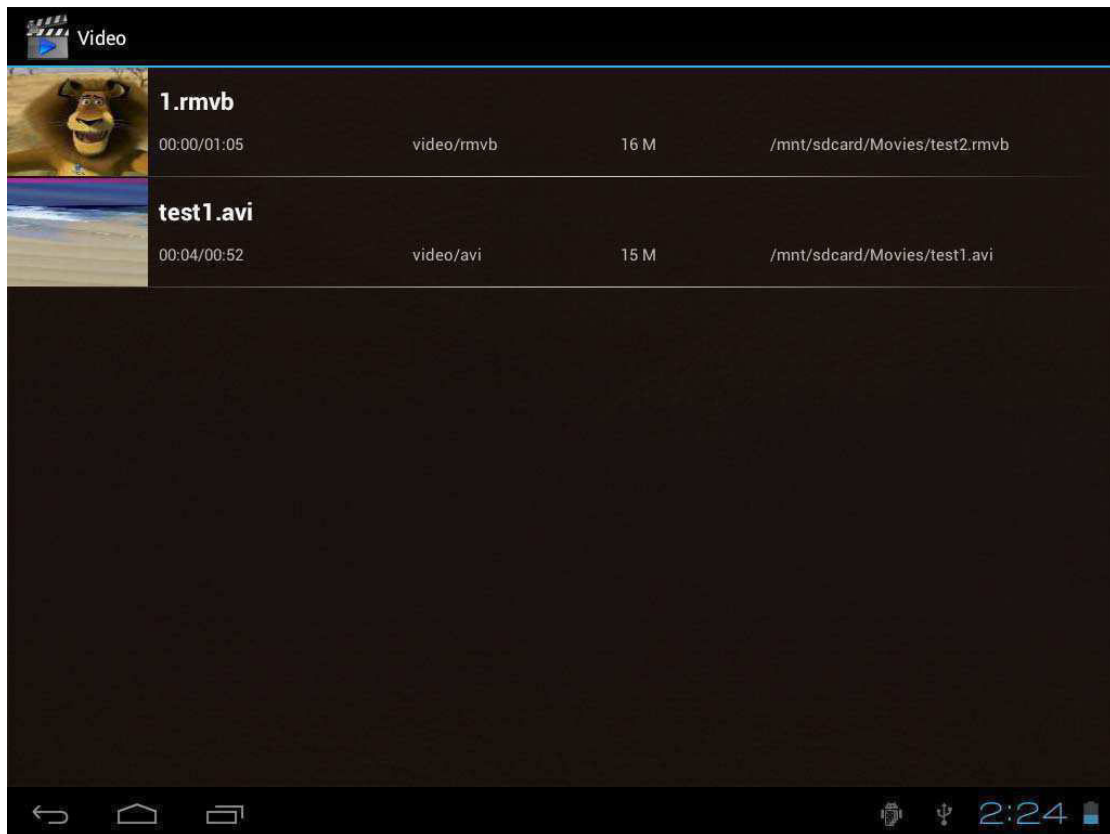 Video
1.rmvb
00:00/01:05 video/rmvb 16 M /mnt/sdcard/Movies/test2.rmvb
test1.avi
00:04/00:52 video/avi 15 M /mnt/sdcard/Movies/test1.avi
2:24